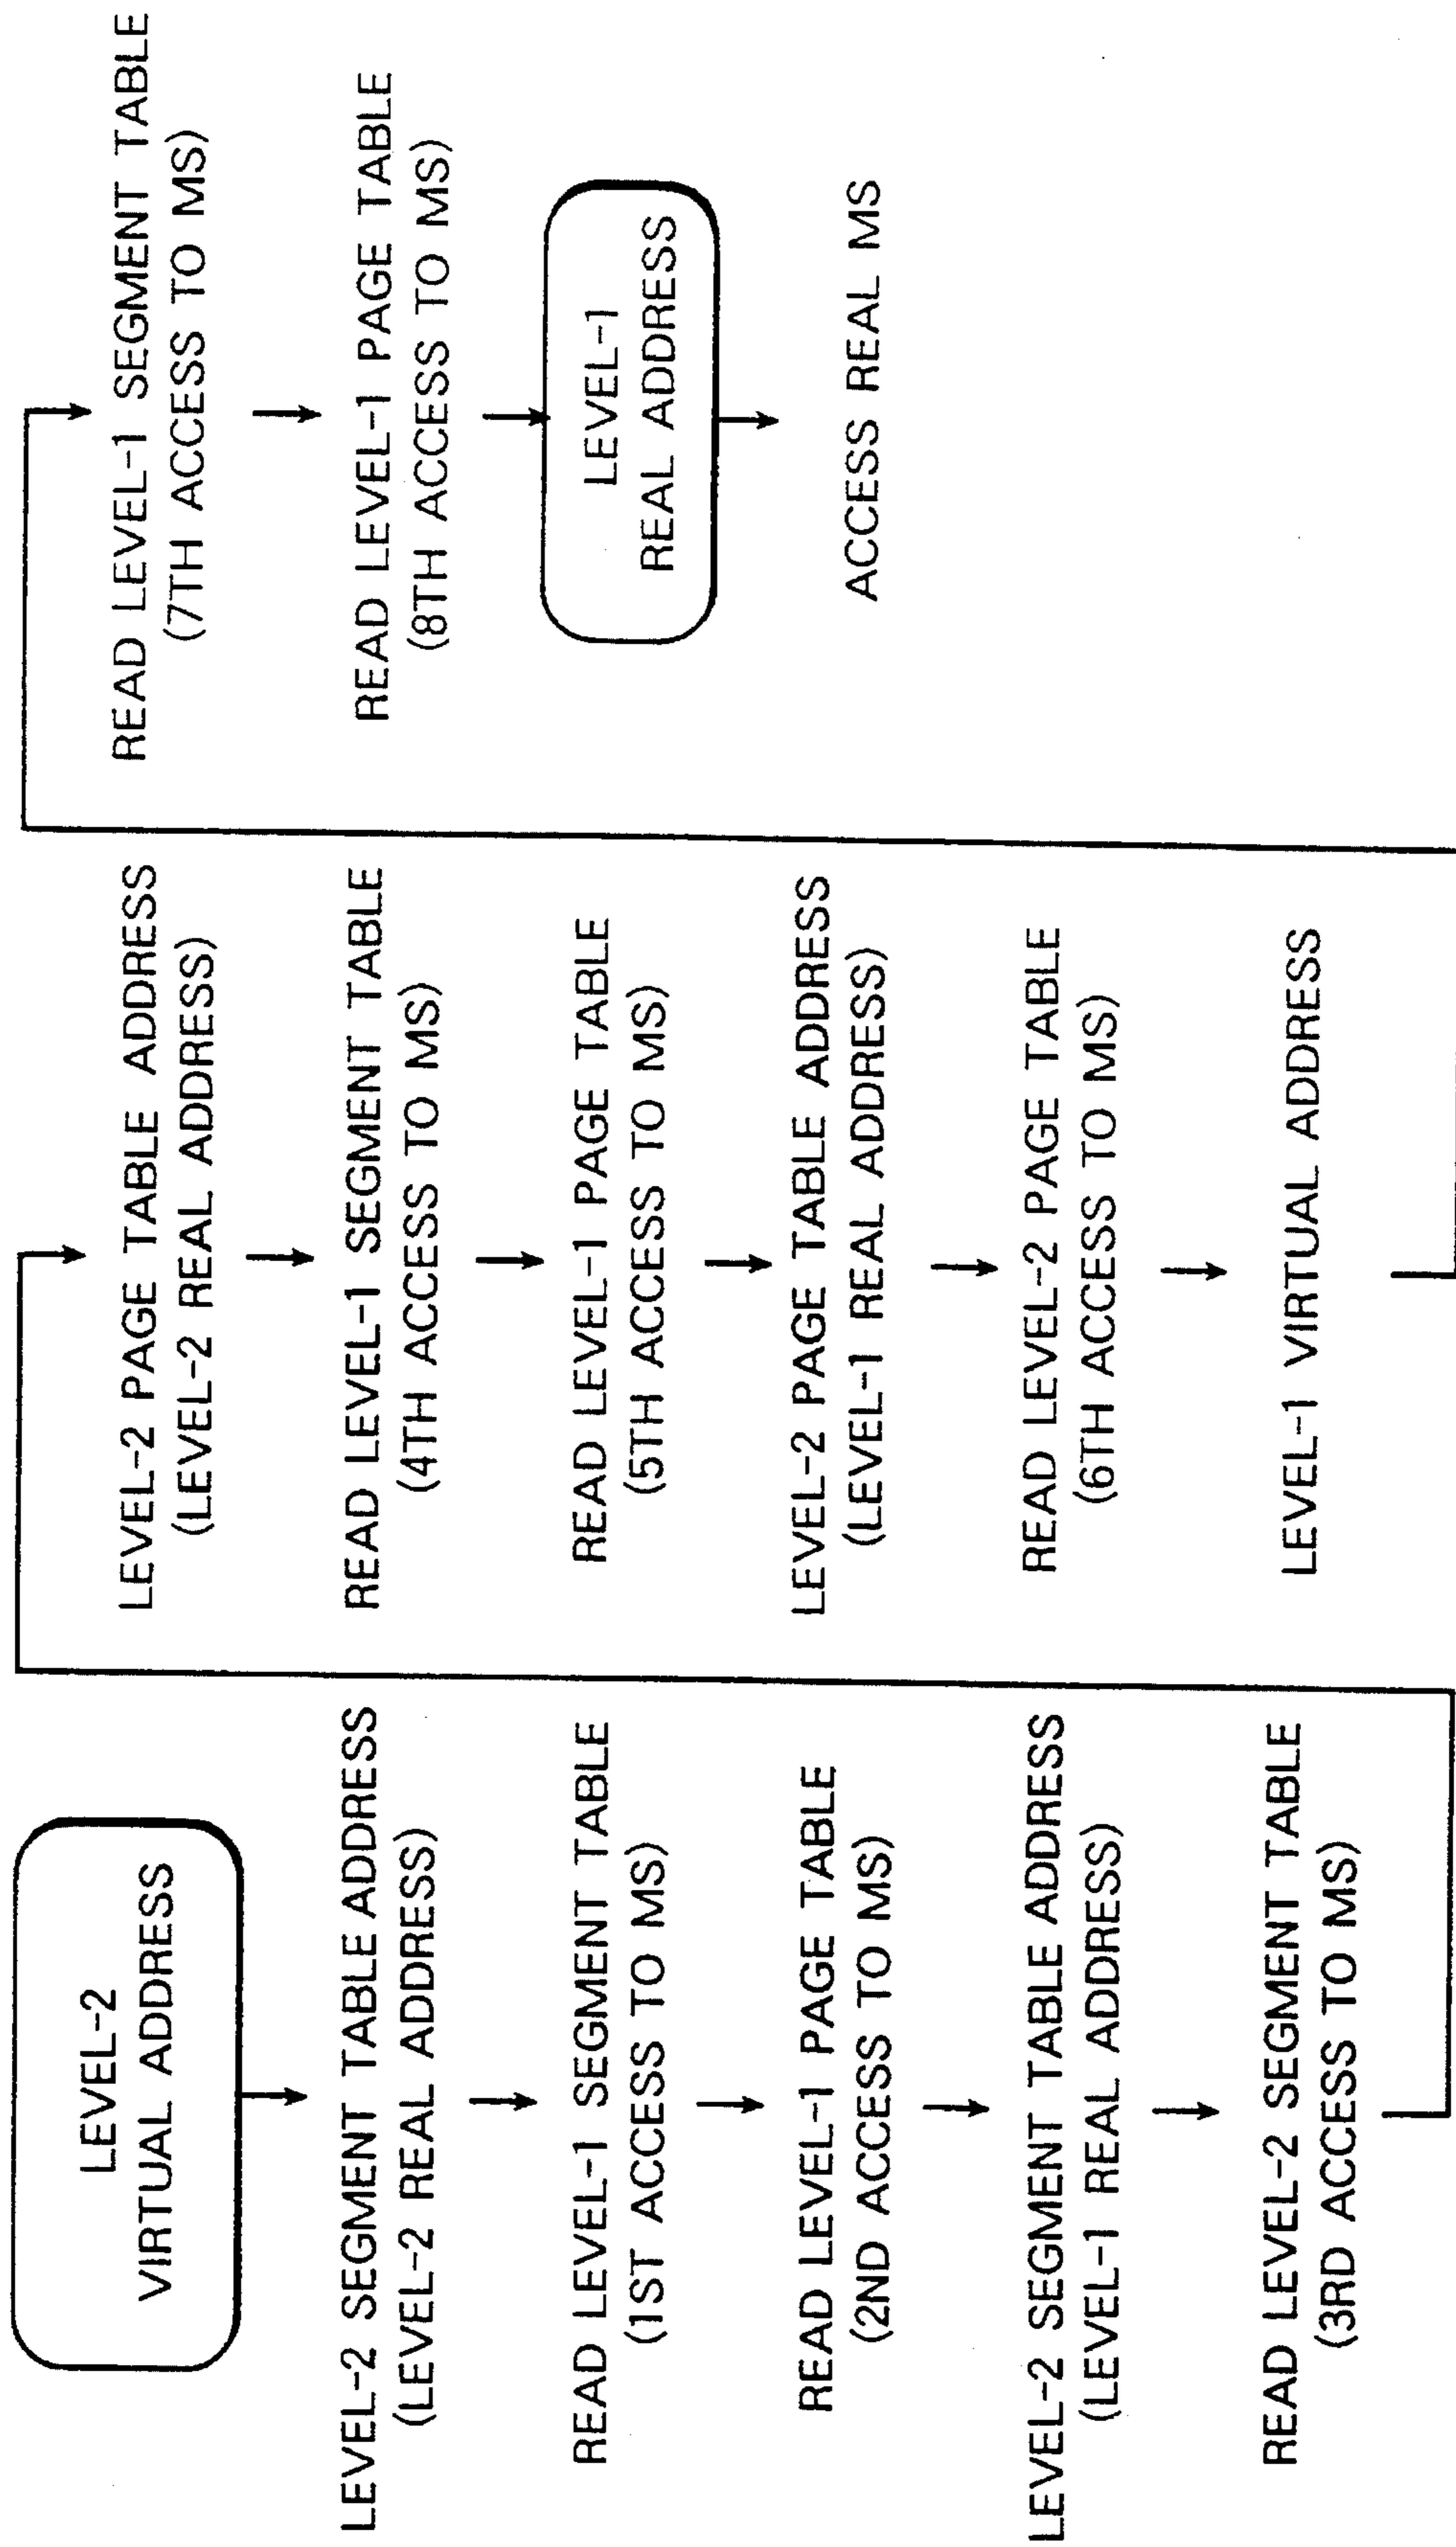 LEVEL-2
VIRTUAL ADDRESS
LEVEL-2 SEGMENT TABLE ADDRESS
(LEVEL-2 REAL ADDRESS)
READ LEVEL-1 SEGMENT TABLE
(1ST ACCESS TO MS)
READ LEVEL-1 PAGE TABLE
(2ND ACCESS TO MS)
LEVEL-2 SEGMENT TABLE ADDRESS
(LEVEL-1 REAL ADDRESS)
READ LEVEL-2 SEGMENT TABLE
(3RD ACCESS TO MS)
LEVEL-2 PAGE TABLE ADDRESS
(LEVEL-2 REAL ADDRESS)
READ LEVEL-1 SEGMENT TABLE
(4TH ACCESS TO MS)
READ LEVEL-1 PAGE TABLE
(5TH ACCESS TO MS)
LEVEL-2 PAGE TABLE ADDRESS
(LEVEL-1 REAL ADDRESS)
READ LEVEL-2 PAGE TABLE
(6TH ACCESS TO MS)
LEVEL-1 VIRTUAL ADDRESS
READ LEVEL-1 SEGMENT TABLE
(7TH ACCESS TO MS)
READ LEVEL-1 PAGE TABLE
(8TH ACCESS TO MS)
LEVEL-1
REAL ADDRESS
ACCESS REAL MS